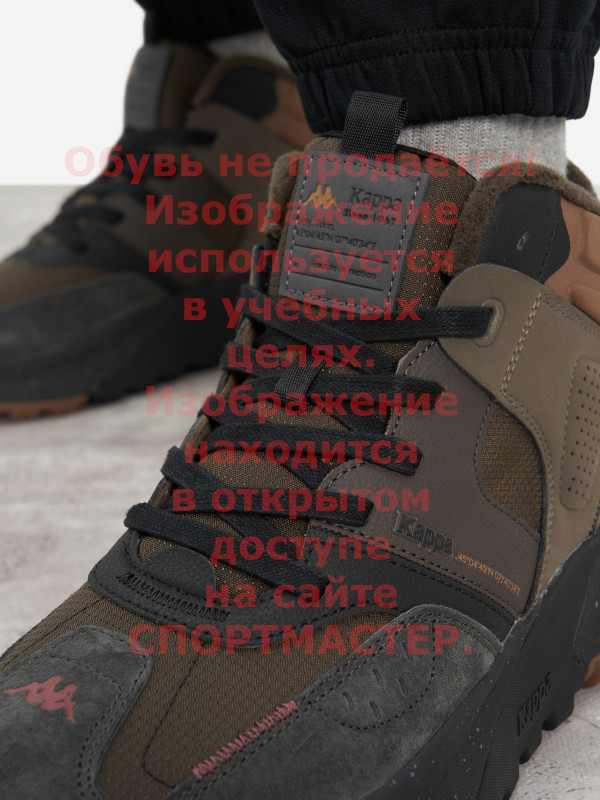 Обувь не продаётся!
Изображение
используется
в учебных
целях.
Изображение
находится
в открытом
доступе
на сайте
СПОРТМАСТЕР.
Kappa
Kappa
Kappa